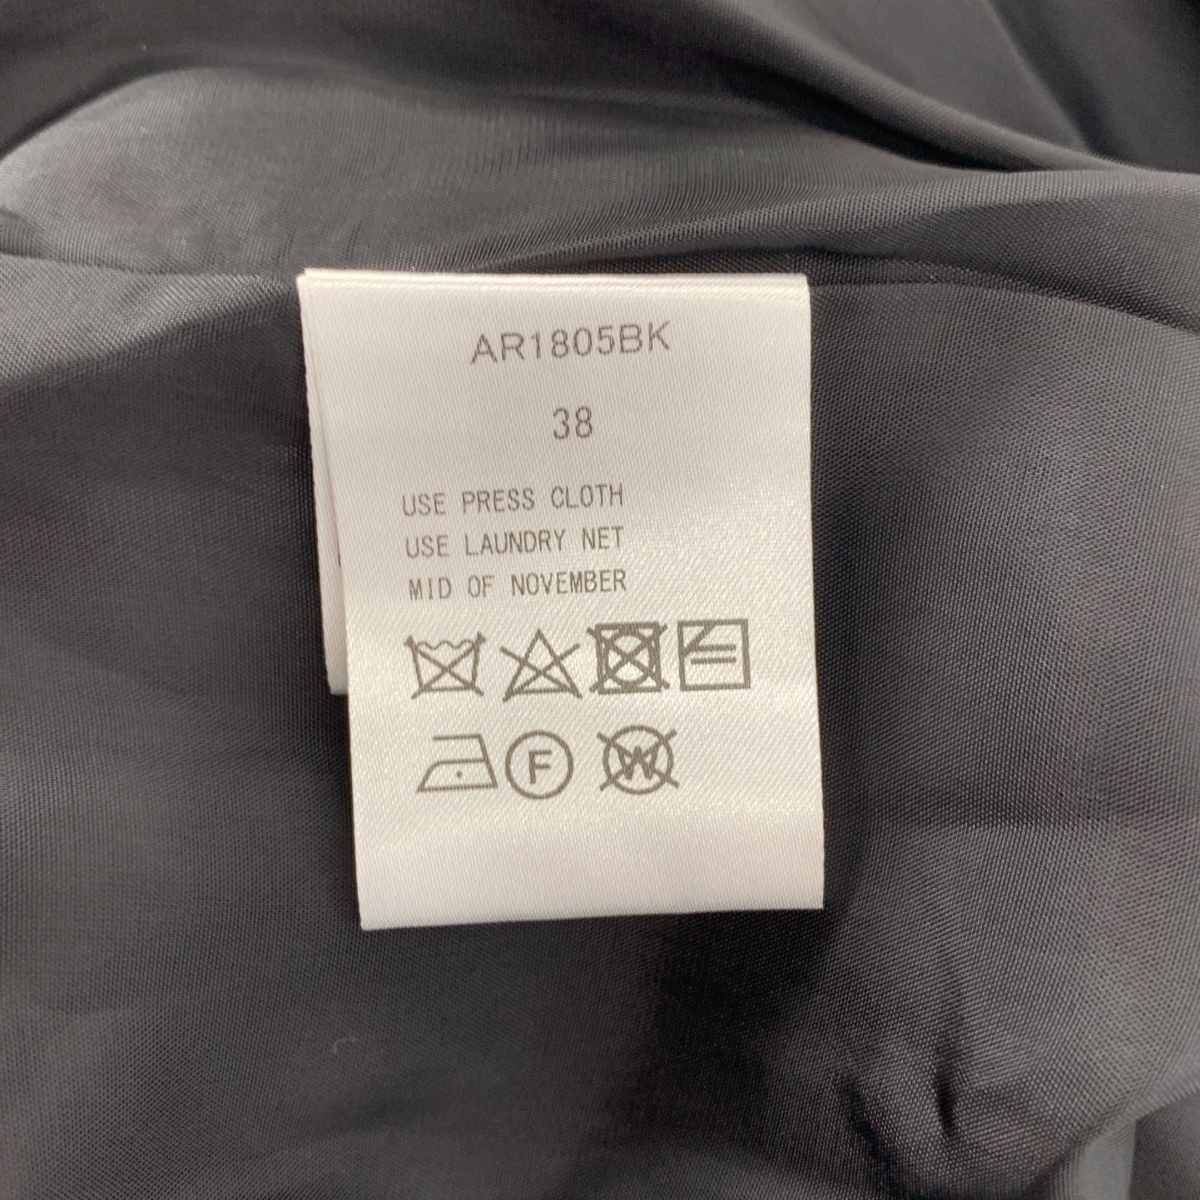 AR1805BK
38
USE PRESS CLOTH
USE LAUNDRY NET
MID OF NOVEMBER
F W